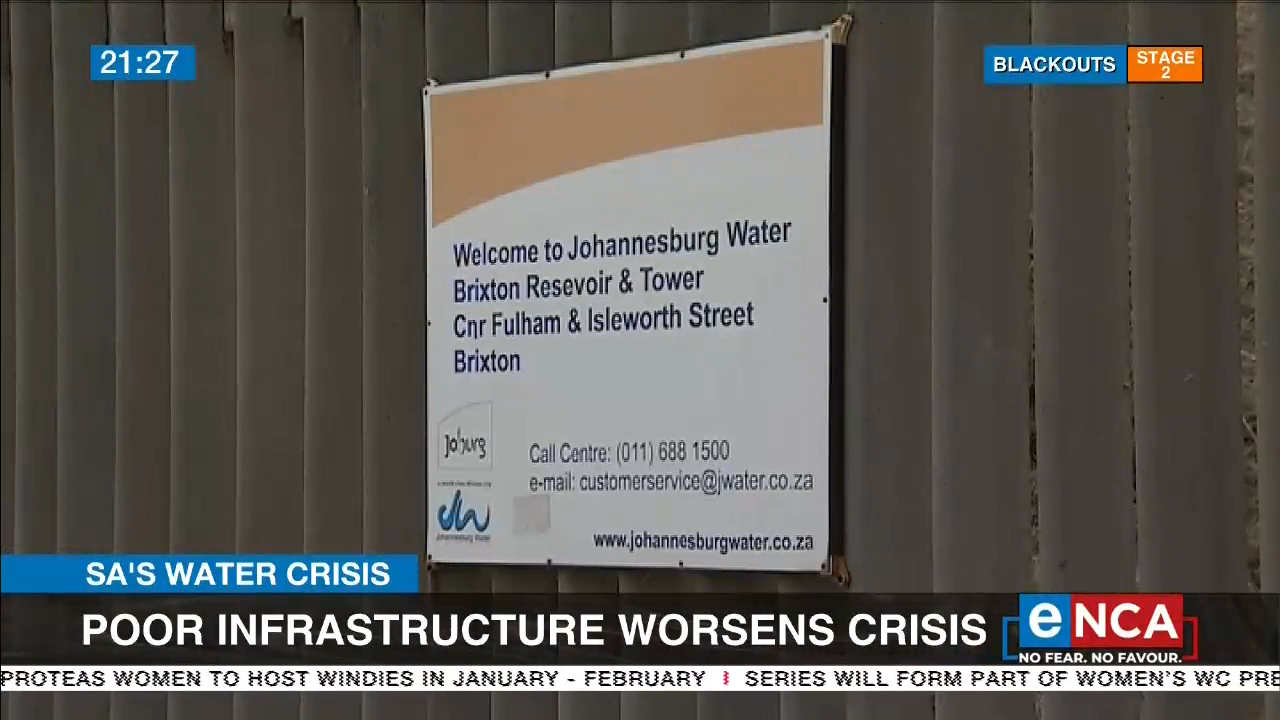 21:27
BLACKOUTS
STAGE
2
Welcome to Johannesburg Water
Brixton Resevoir & Tower
Cnr Fulham & Isleworth Street
Brixton
Joburg
Johannesburg Water
Call Centre: (011) 688 1500
e-mail: customerservice@jwater.co.za
www.johannesburgwater.co.za
SA'S WATER CRISIS
POOR INFRASTRUCTURE WORSENS CRISIS
eNCA
NO FEAR. NO FAVOUR.
PROTEAS WOMEN TO HOST WINDIES IN JANUARY - FEBRUARY SERIES WILL FORM PART OF WOMEN'S WC PRE